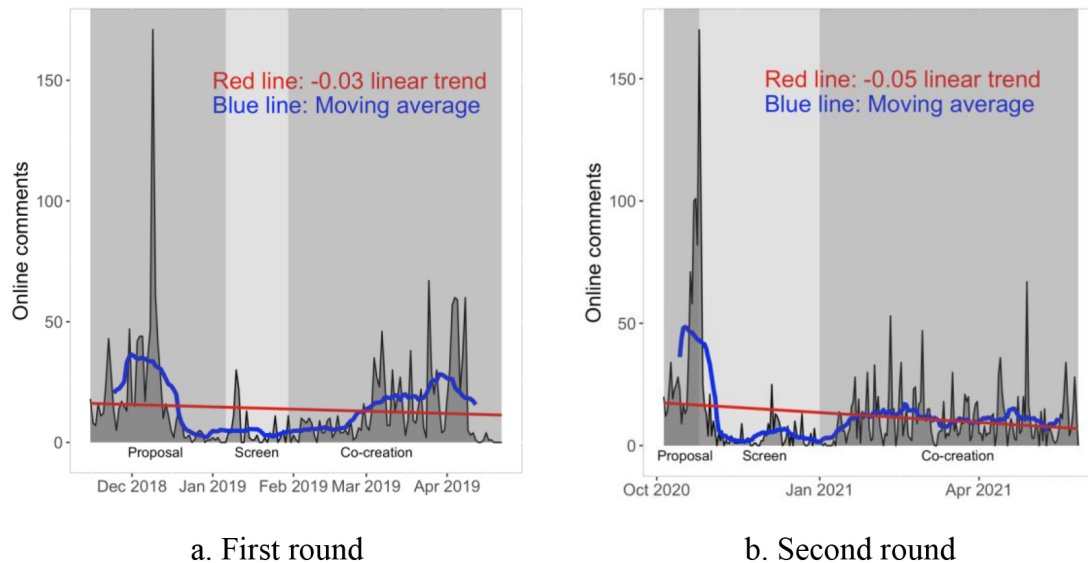 Red line: -0.03 linear trend
Blue line: Moving average
Online comments
150
100
50
0
Proposal Screen Co-creation
Dec 2018 Jan 2019 Feb 2019 Mar 2019 Apr 2019
a. First round
Red line: -0.05 linear trend
Blue line: Moving average
Online comments
150
100
50
0
Proposal Screen Co-creation
Oct 2020 Jan 2021 Apr 2021
b. Second round